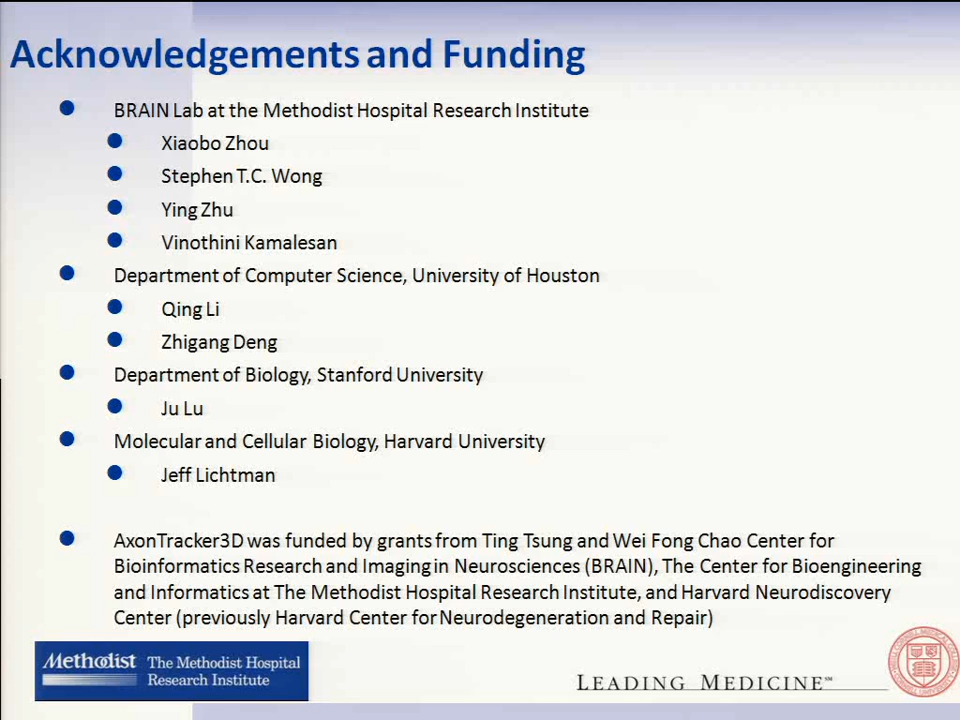 Acknowledgements and Funding
BRAIN Lab at the Methodist Hospital Research Institute
Xiaobo Zhou
Stephen T.C. Wong
Ying Zhu
Vinothini Kamalesan
Department of Computer Science, University of Houston
Qing Li
Zhigang Deng
Department of Biology, Stanford University
Ju Lu
Molecular and Cellular Biology, Harvard University
Jeff Lichtman
AxonTracker3D was funded by grants from Ting Tsung and Wei Fong Chao Center for
Bioinformatics Research and Imaging in Neurosciences (BRAIN), The Center for Bioengineering
and Informatics at The Methodist Hospital Research Institute, and Harvard Neurodiscovery
Center (previously Harvard Center for Neurodegeneration and Repair)
Methodist The Methodist Hospital
Research Institute
LEADING MEDICINE℠